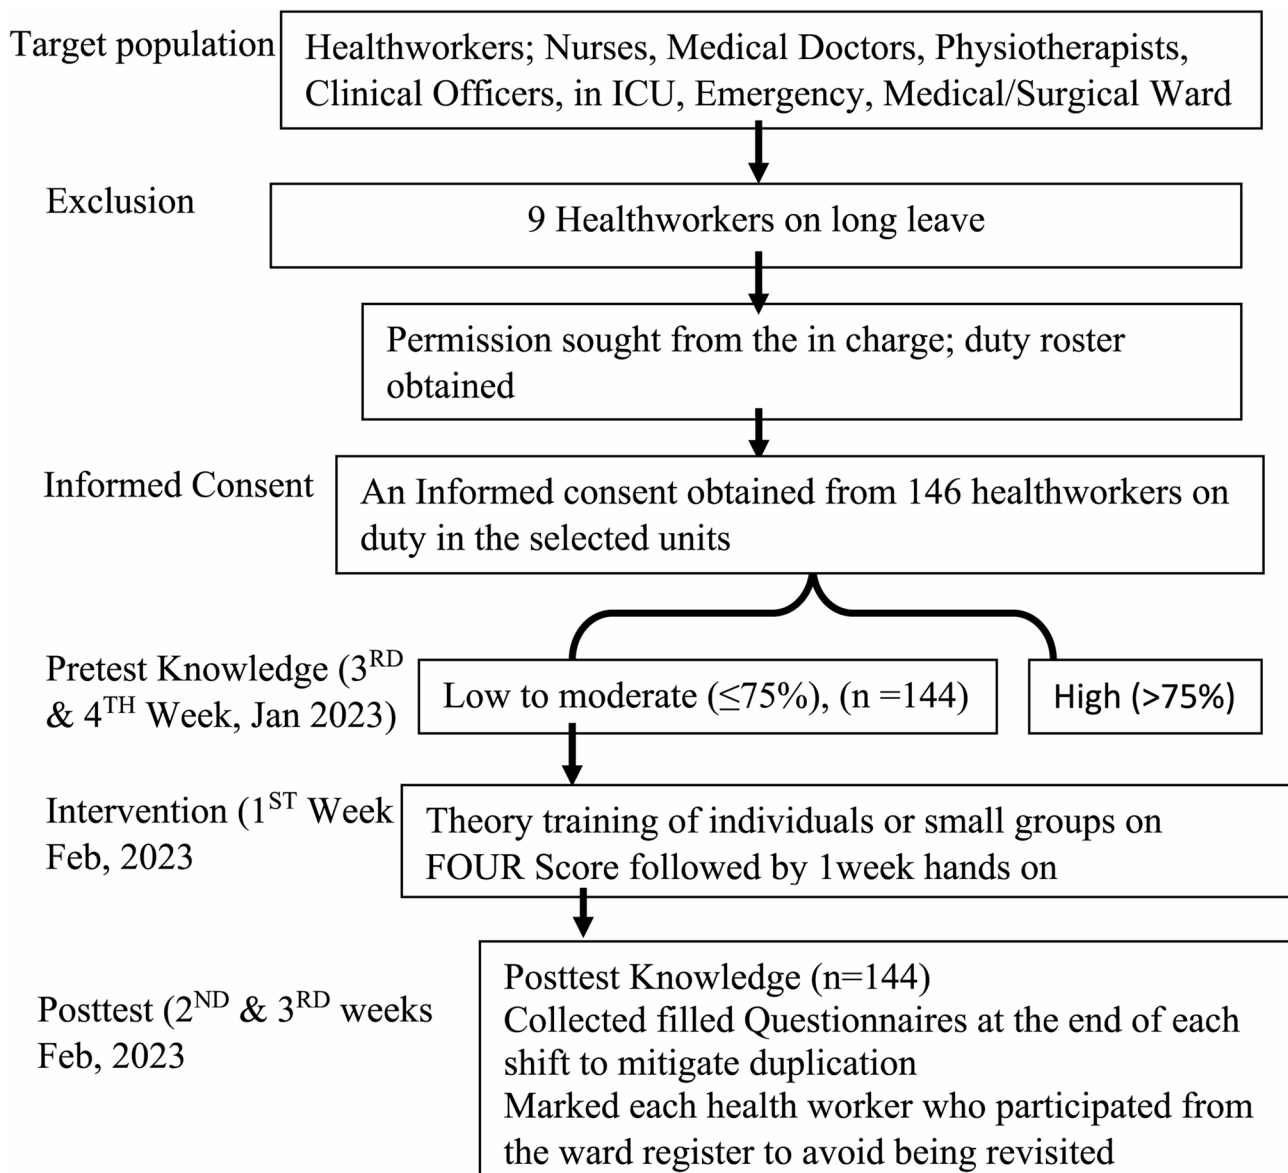 Target population
Healthworkers; Nurses, Medical Doctors, Physiotherapists,
Clinical Officers, in ICU, Emergency, Medical/Surgical Ward
Exclusion
9 Healthworkers on long leave
Permission sought from the in charge; duty roster
obtained
Informed Consent
An Informed consent obtained from 146 healthworkers on
duty in the selected units
Pretest Knowledge (3RD
& 4TH Week, Jan 2023)
Low to moderate (≤75%), (n =144)
High (>75%)
Intervention (1ST Week
Feb, 2023
Theory training of individuals or small groups on
FOUR Score followed by 1week hands on
Posttest (2ND & 3RD weeks
Feb, 2023
Posttest Knowledge (n=144)
Collected filled Questionnaires at the end of each
shift to mitigate duplication
Marked each health worker who participated from
the ward register to avoid being revisited